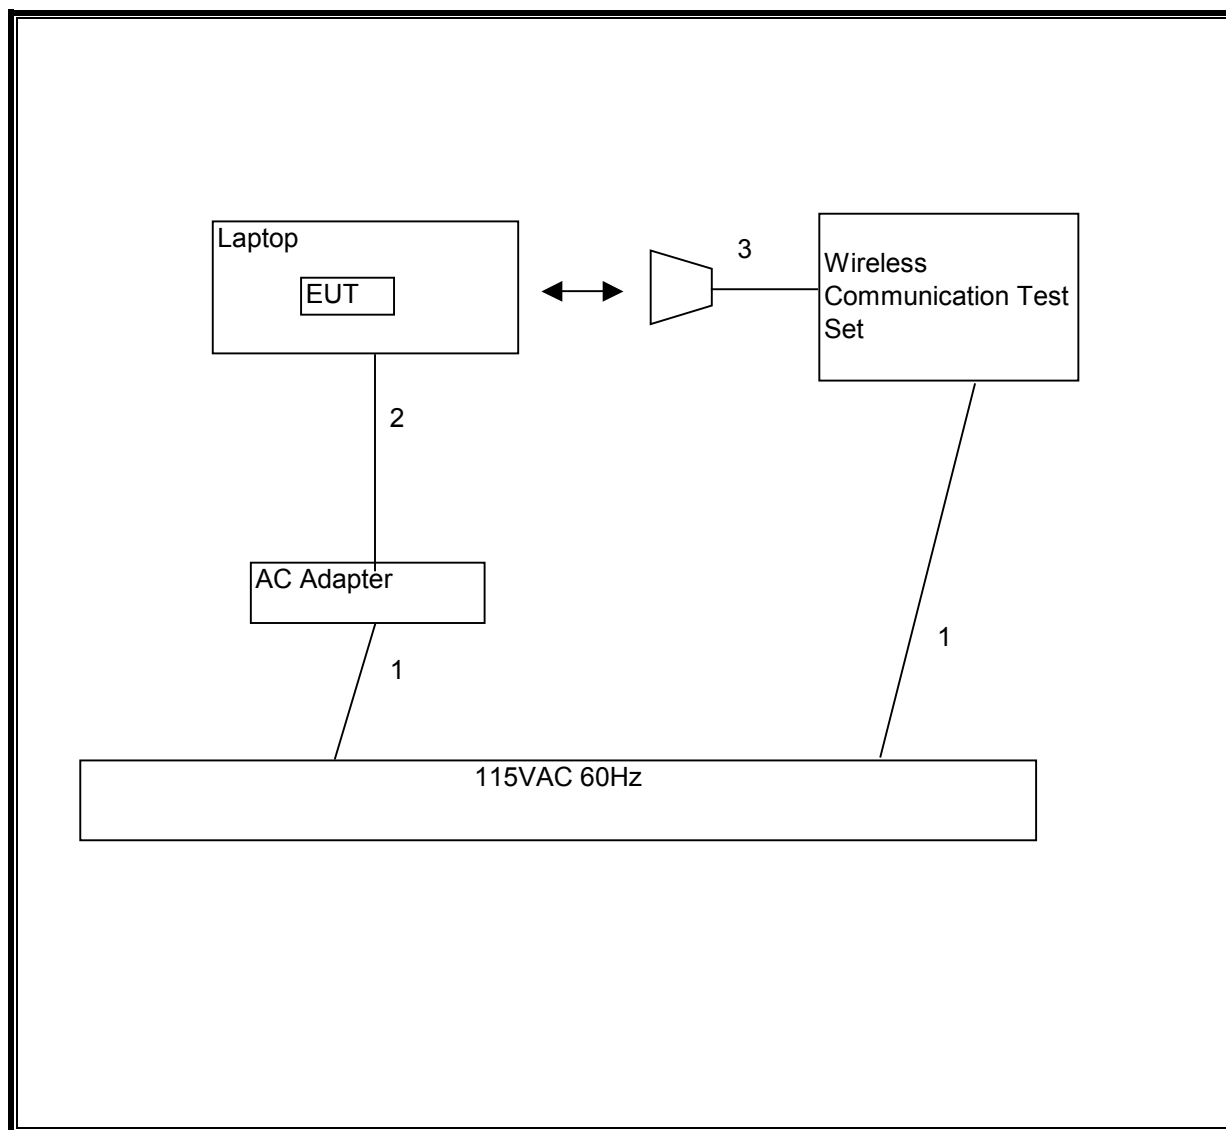 Laptop
EUT
3
Wireless
Communication Test
Set
2
AC Adapter
1
1
115VAC 60Hz